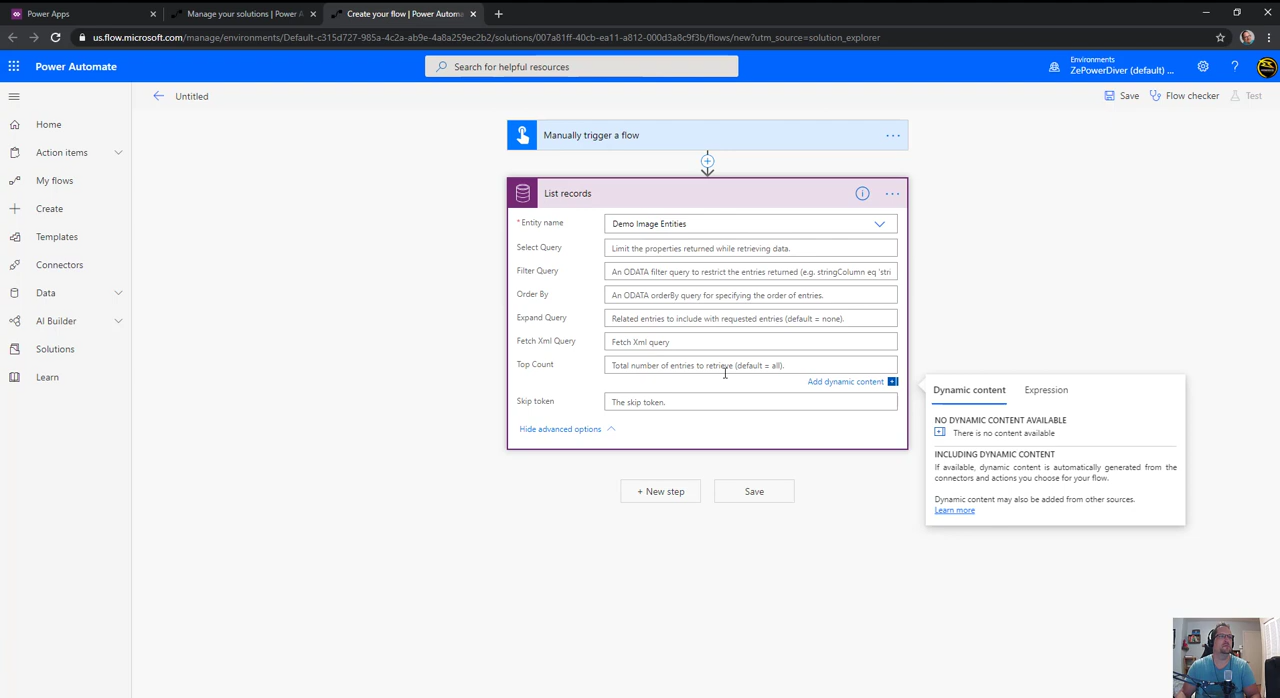 Power Apps
Manage your solutions | Power A
Create your flow | Power Automa
us.flow.microsoft.com/manage/environments/Default-c315d727-985a-4c2a-ab9e-4a8a259ec2b2/solutions/007a81ff-40cb-ea11-a812-000d3a8c9f3b/flows/new?utm_source=solution_explorer
Power Automate
Search for helpful resources
Environments
ZePowerDiver (default) ...
Untitled
Save
Flow checker
Test
Home
Action items
My flows
Create
Templates
Connectors
Data
AI Builder
Solutions
Learn
Manually trigger a flow
List records
* Entity name
Demo Image Entities
Select Query
Limit the properties returned while retrieving data.
Filter Query
An ODATA filter query to restrict the entries returned (e.g. stringColumn eq 'stri
Order By
An ODATA orderBy query for specifying the order of entries.
Expand Query
Related entries to include with requested entries (default = none).
Fetch Xml Query
Fetch Xml query
Top Count
Total number of entries to retrieve (default = all).
Add dynamic content
Skip token
The skip token.
Hide advanced options
+ New step
Save
Dynamic content
Expression
NO DYNAMIC CONTENT AVAILABLE
There is no content available
INCLUDING DYNAMIC CONTENT
If available, dynamic content is automatically generated from the
connectors and actions you choose for your flow.
Dynamic content may also be added from other sources.
Learn more